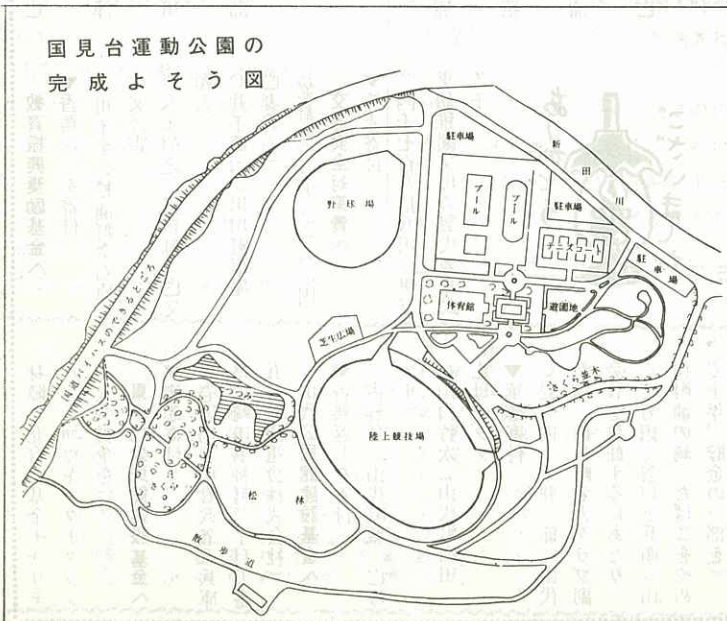 国見台運動公園の
完成よそう図
駐車場
新田川
プール
プール
駐車場
野球場
テニスコート
駐車場
体育館
遊園地
国道バイパスのできるところ
芝生広場
さくら並木
つつみ
陸上競技場
さくら
松林
散歩道